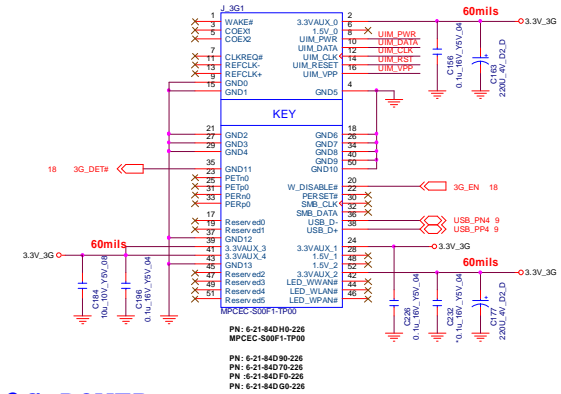 J_3G1
60mils
1 WAKE# 3.3VAUX_0 2 3.3V_3G
3 COEX1 1.5V_0 6
5 COEX2 UIM_PWR 8 UIM_PWR
UIM_DATA 10 UIM_DATA
7 CLKREQ# UIM_CLK 12 UIM_CLK
11 REFCLK- UIM_RESET 14 UIM_RST
13 REFCLK+ UIM_VPP 16 UIM_VPP
9 GND0
15 GND1 GND5 4
C156
0.1u_16V_Y5V_04
C163
220U_4V_D2_D
KEY
21 GND2 GND6 18
27 GND3 GND7 26
29 GND4 GND8 34
GND9 40
35 GND11 GND10 50
18 3G_DET#
23 PETn0
25 PETp0 W_DISABLE# 20 3G_EN 18
31 PERn0 PERSET# 22
33 PERp0 SMB_CLK 30
SMB_DATA 32
17 Reserved0 USB_D- 36 USB_PN4 9
19 Reserved1 USB_D+ 38 USB_PP4 9
37 GND12
60mils
3.3V_3G
39 3.3VAUX_3 3.3VAUX_1 24 3.3V_3G
41 3.3VAUX_4 1.5V_1 28
43 GND13 1.5V_2 48
60mils
45 Reserved2 3.3VAUX_2 52 3.3V_3G
47 Reserved3 LED_WWAN# 42
49 Reserved4 LED_WLAN# 44
51 Reserved5 LED_WPAN# 46
C184
10u_10V_Y5V_08
C196
0.1u_16V_Y5V_04
C226
0.1u_16V_Y5V_04
C232
*0.1u_16V_Y5V_04
C177
220U_4V_D2_D
MPCEC-S00F1-TP00
PN: 6-21-84DH0-226
MPCEC-S00F1-TP00
PN: 6-21-84D90-226
PN: 6-21-84D70-226
PN :6-21-84DF0-226
PN: 6-21-84DG0-226